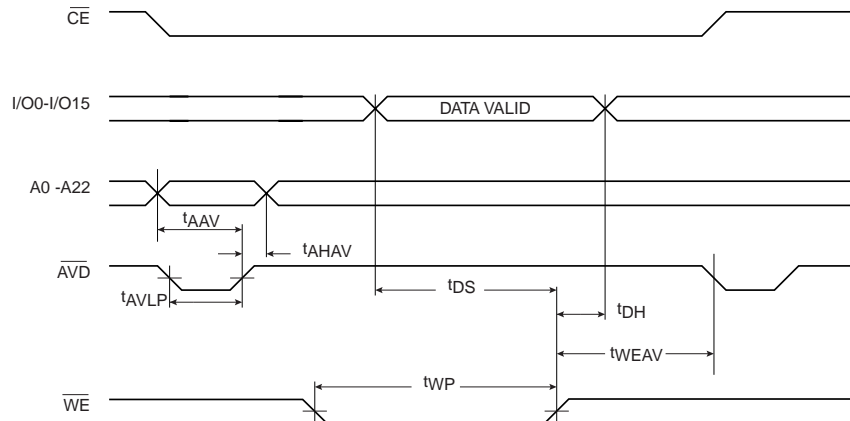 CE
I/O0-I/O15
DATA VALID
A0 -A22
tAAV
tAHAV
AVD
tAVLP
tDS
tDH
tWEAV
tWP
WE